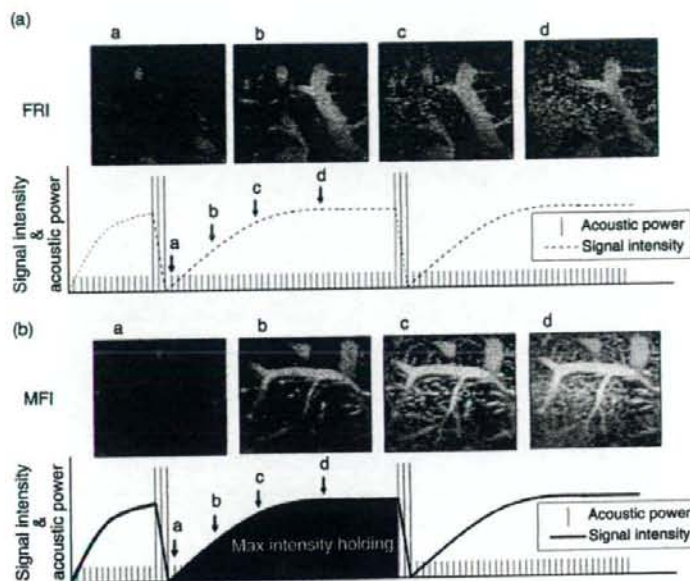 (a)
a b c d
FRI
Signal intensity
&
acoustic power
a b c d
Acoustic power
Signal intensity
(b)
a b c d
MFI
Signal intensity
&
acoustic power
a b c d
Max intensity holding
Acoustic power
Signal intensity